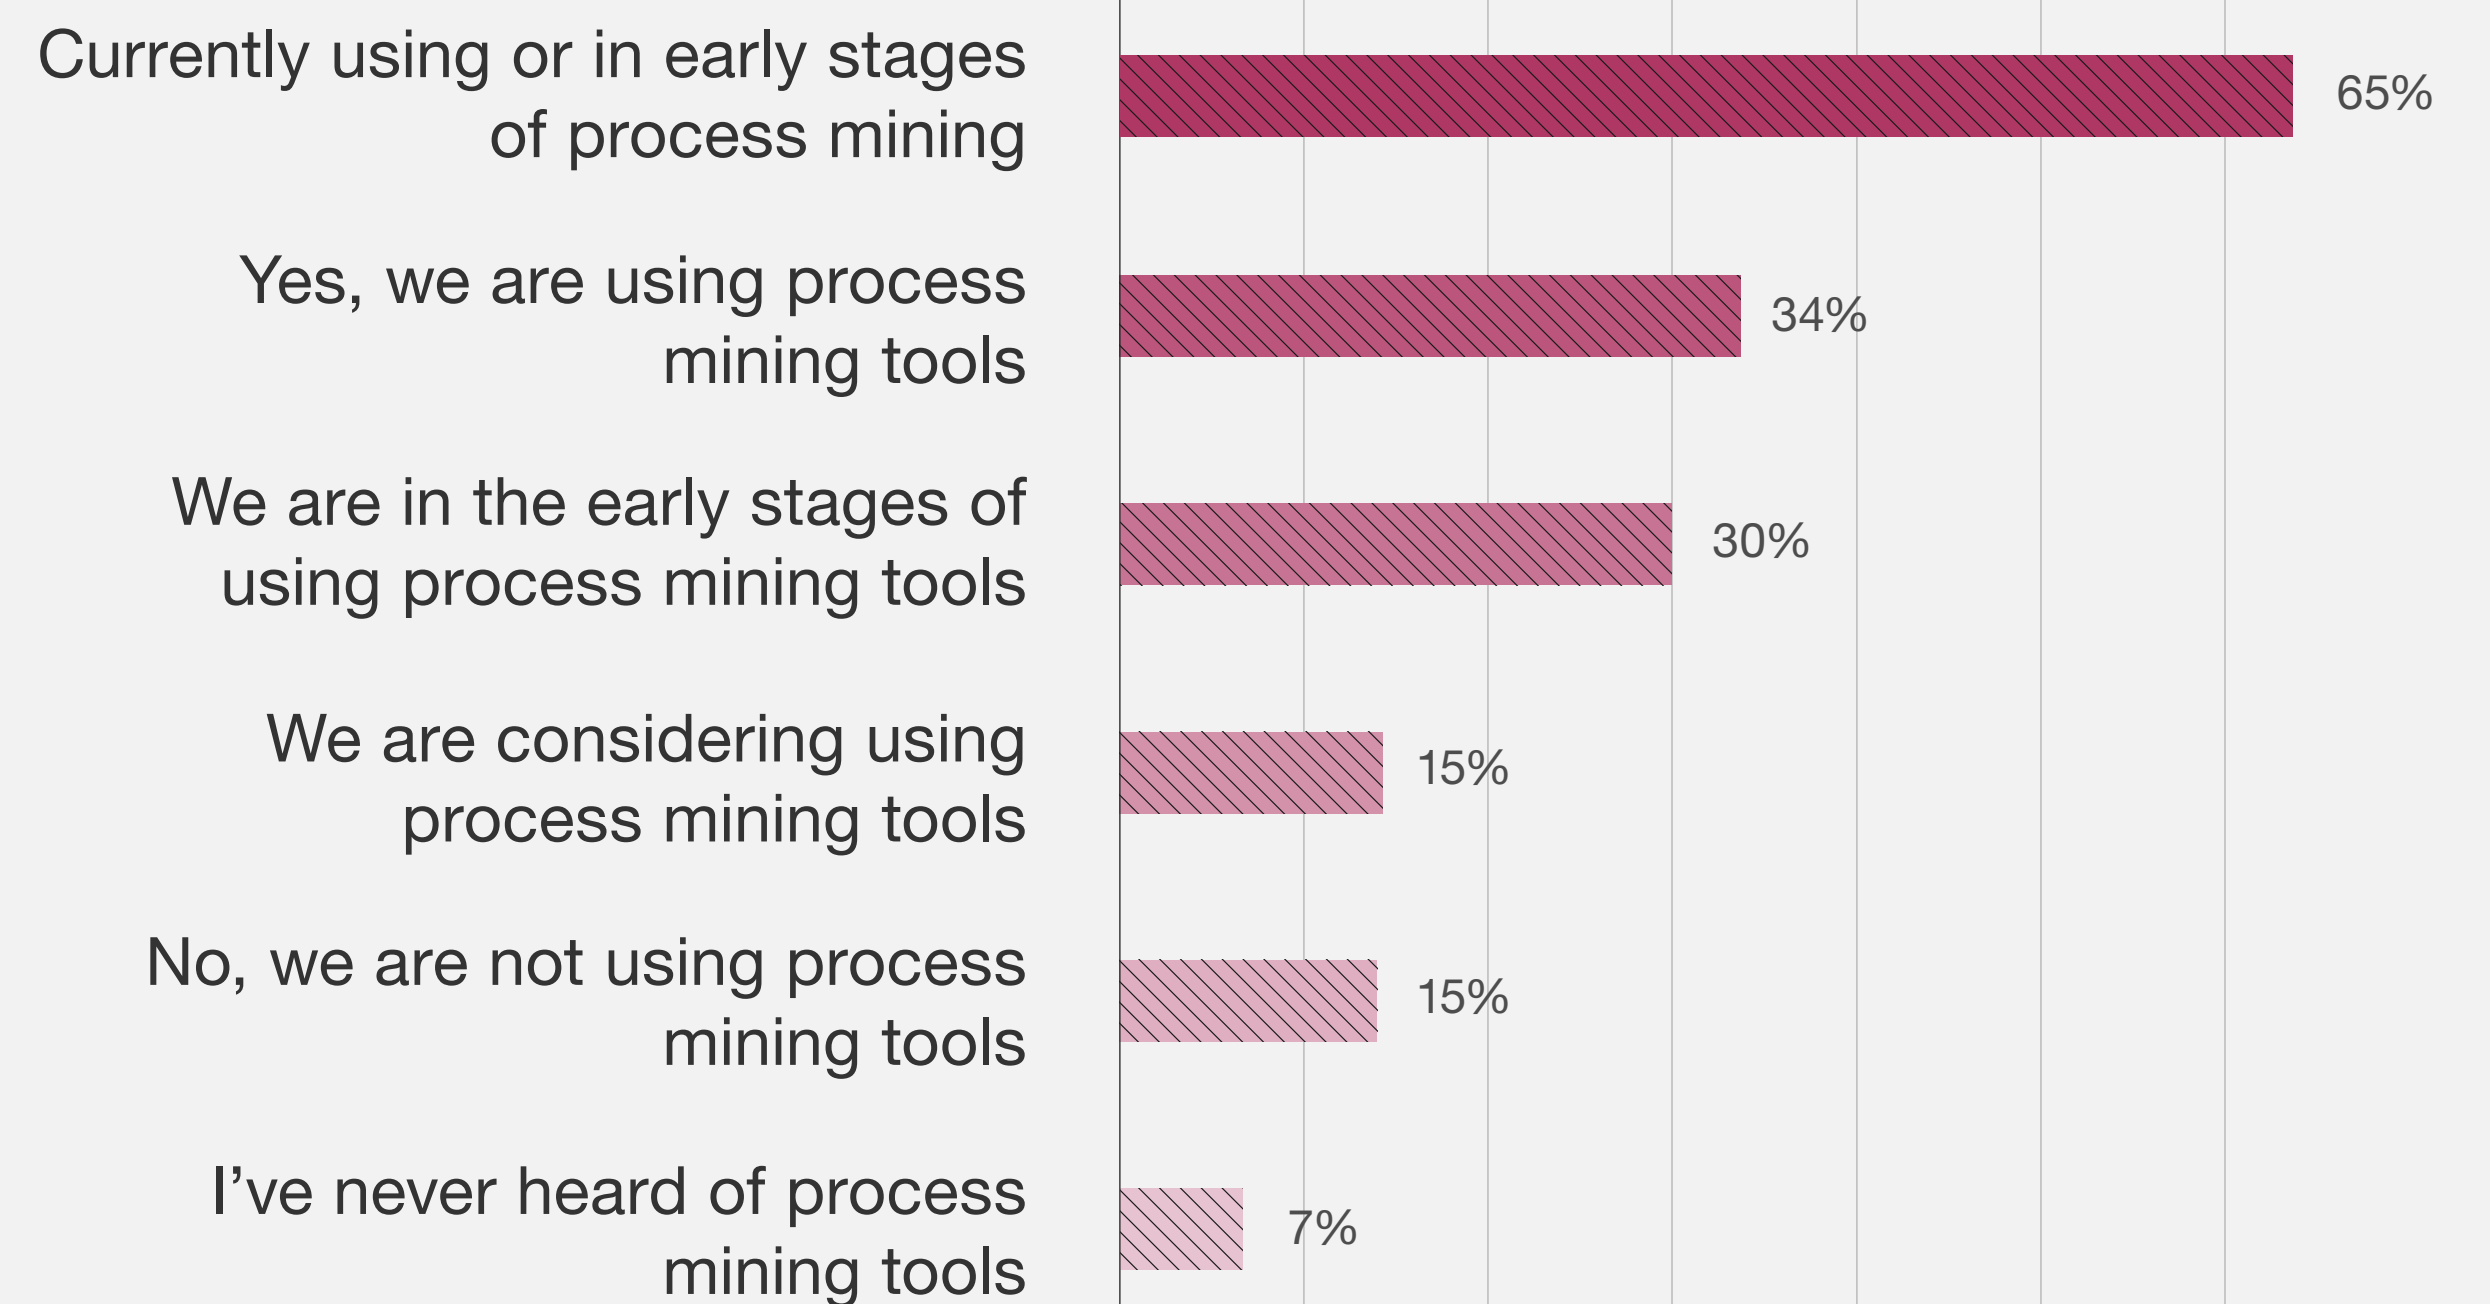 Currently using or in early stages
of process mining
65%
Yes, we are using process
mining tools
34%
We are in the early stages of
using process mining tools
30%
We are considering using
process mining tools
15%
No, we are not using process
mining tools
15%
I’ve never heard of process
mining tools
7%